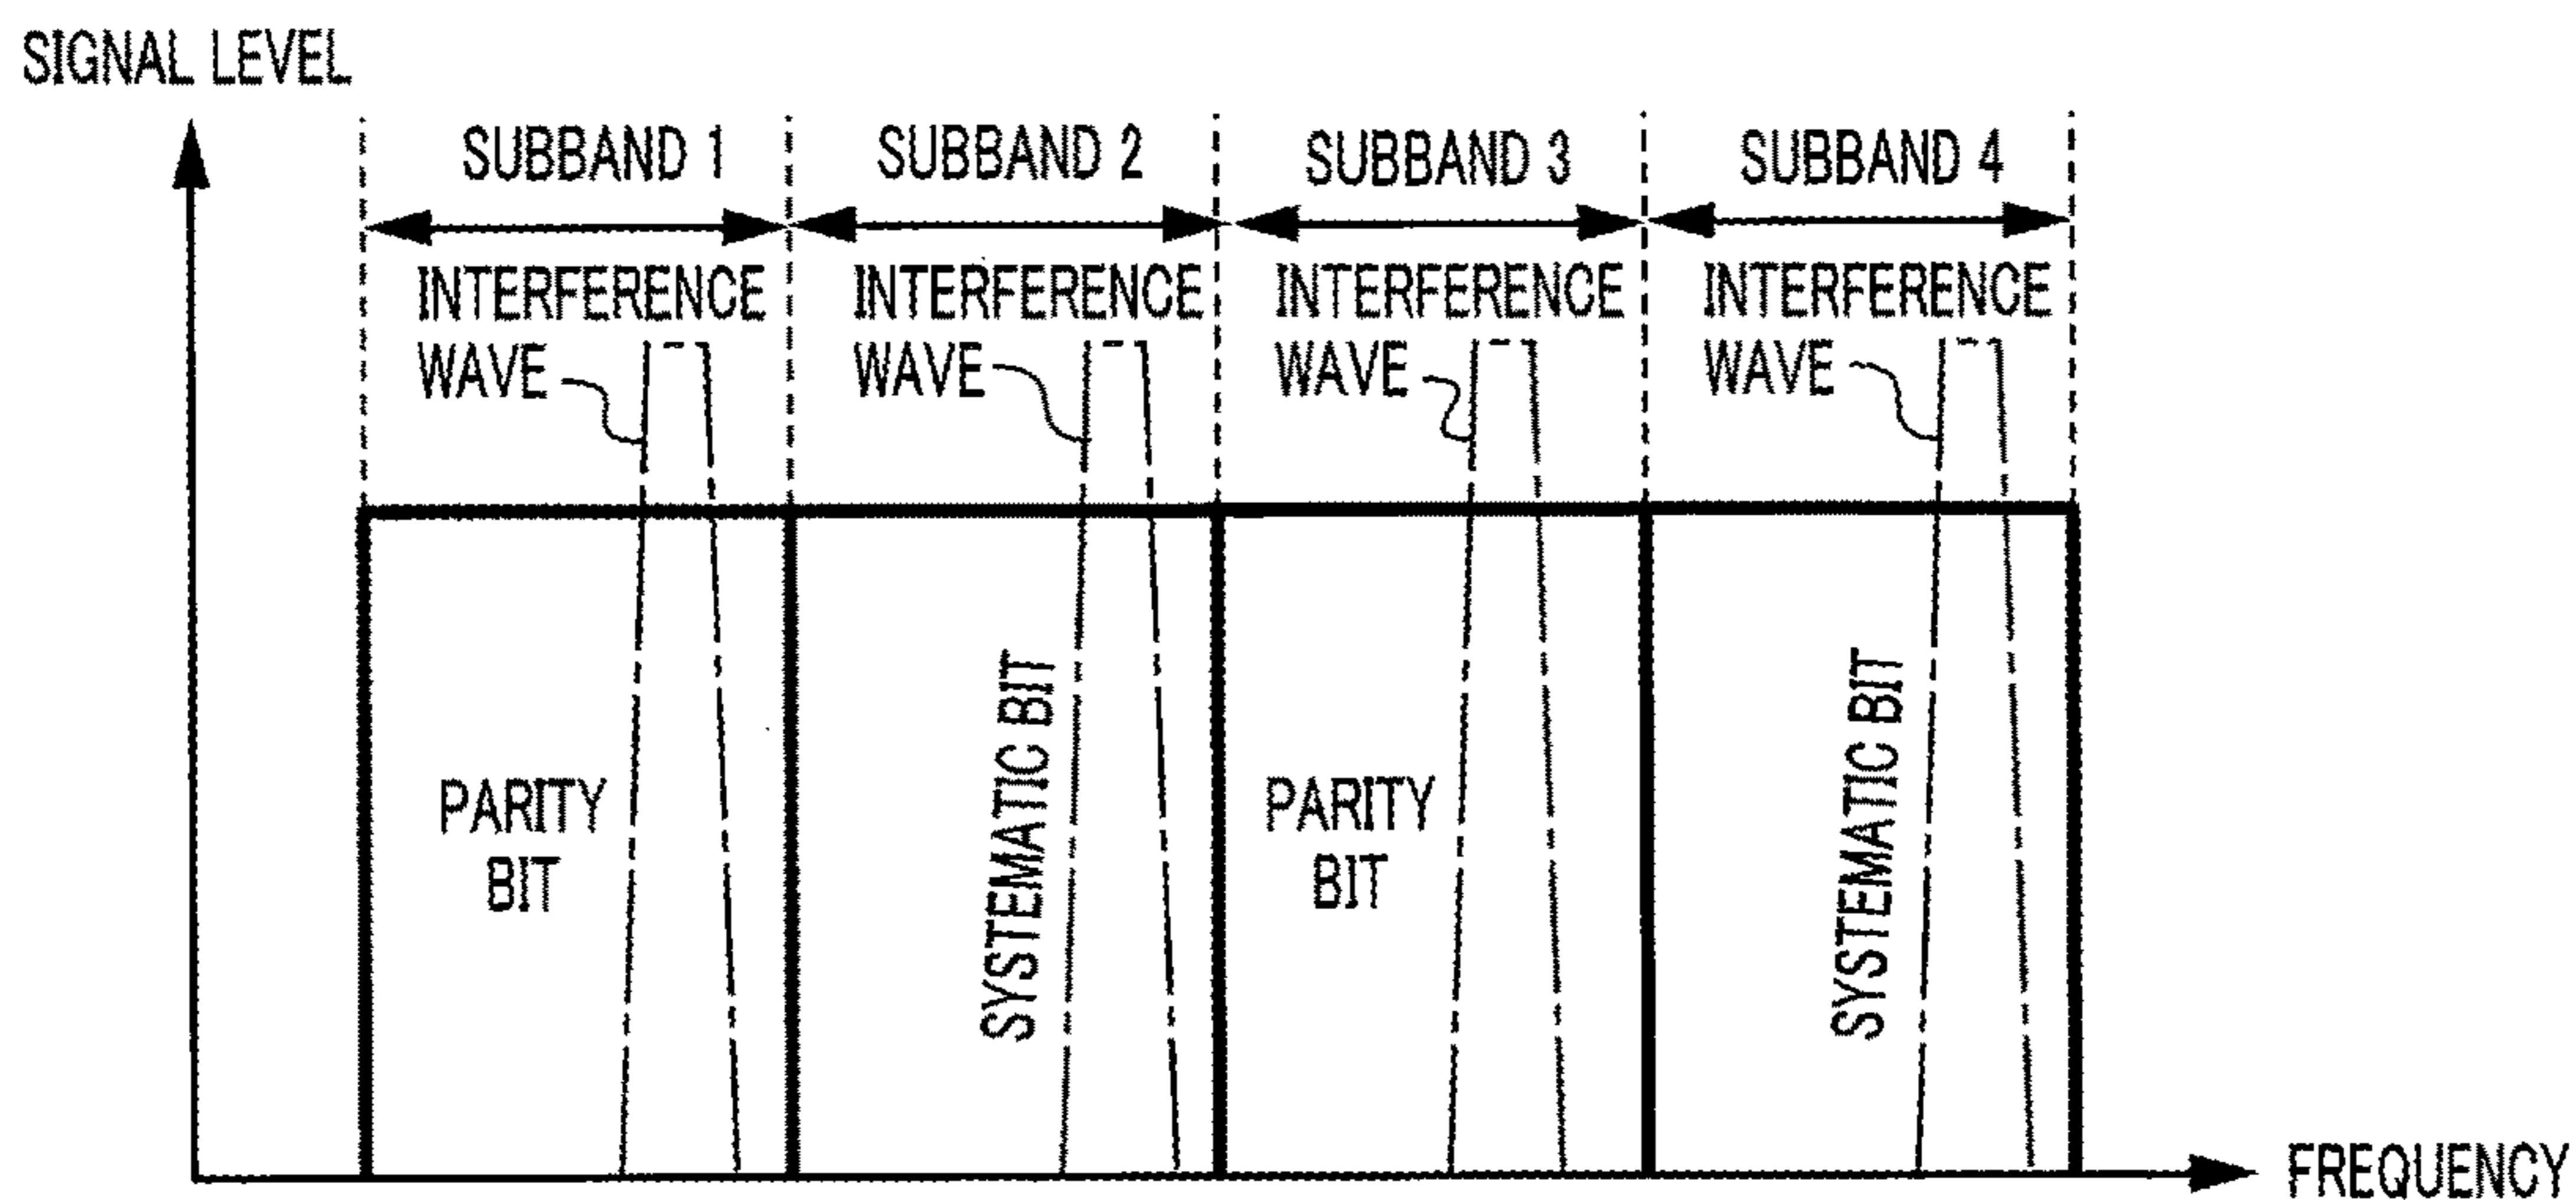 SIGNAL LEVEL
SUBBAND 1
SUBBAND 2
SUBBAND 3
SUBBAND 4
INTERFERENCE
WAVE
INTERFERENCE
WAVE
INTERFERENCE
WAVE
INTERFERENCE
WAVE
PARITY
BIT
SYSTEMATIC BIT
PARITY
BIT
SYSTEMATIC BIT
FREQUENCY